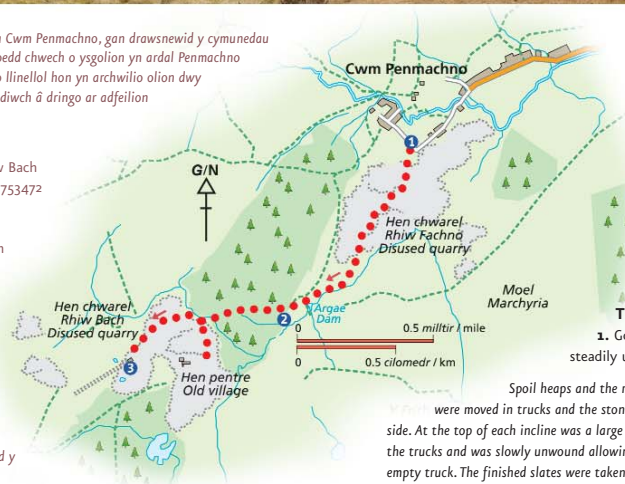 Cwm Penmachno, gan drawsnewid y cymunedau
chwech o ysgolion yn ardal Penmachno
llinellol hon yn archwilio olion dwy
â dringo ar adfeilion
Bach
753472
Cwm Penmachno
G/N
1
Hen chwarel
Rhiw Fachno
Disused quarry
Moel
Marchyria
Hen chwarel
Rhiw Bach
Disused quarry
Argae
Dam
2
0 0.5 milltir / mile
0 0.5 cilomedr / km
3
Hen pentre
Old village
1.
steadily
Spoil heaps and the
were moved in trucks and the
side. At the top of each incline was a large
the trucks and was slowly unwound allowing
empty truck. The finished slates were taken
y